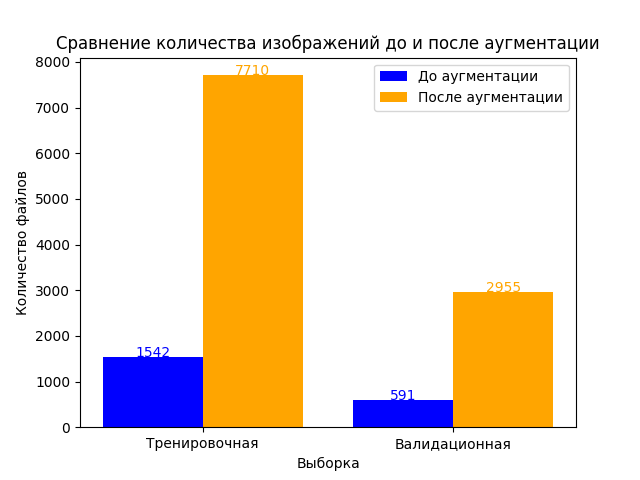 Сравнение количества изображений до и после аугментации
До аугментации
После аугментации
Количество файлов
8000
7000
6000
5000
4000
3000
2000
1000
0
1542
7710
591
2955
Тренировочная
Валидационная
Выборка